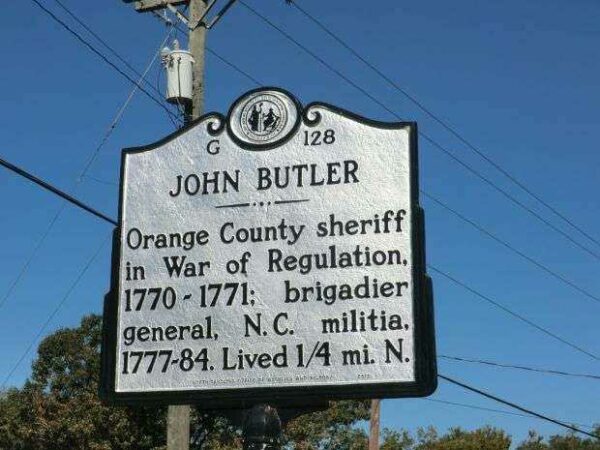 G 128
JOHN BUTLER
Orange County sheriff
in War of Regulation,
1770-1771; brigadier
general, N.C. militia,
1777-84. Lived 1/4 mi. N.